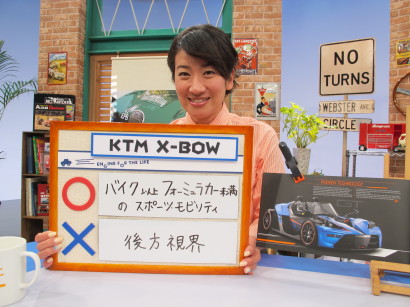 NO
TURNS
WEBSTER AVE
CIRCLE
KTM X-BOW
ENGINE FOR THE LIFE
○ バイク以上 フォーミュラカー未満
の スポーツモビリティ
× 後方視界